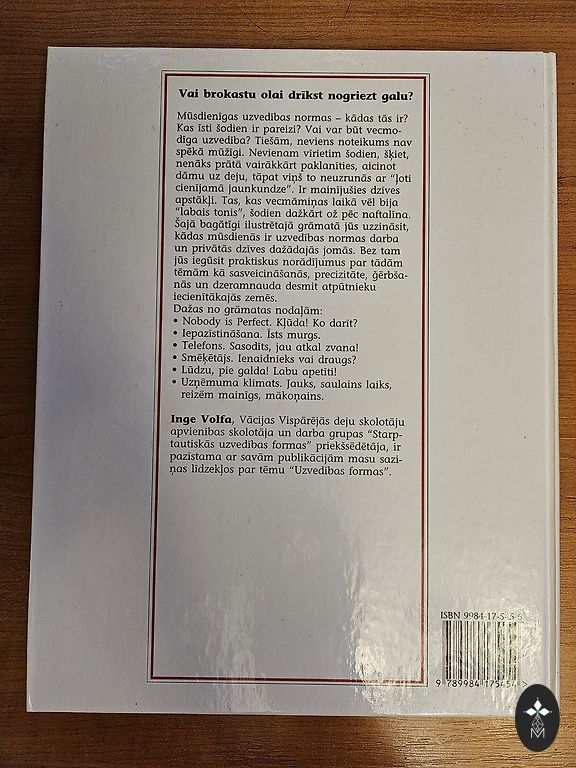 Vai brokastu olai drīkst nogriezt galu?
Mūsdienīgas uzvedības normas – kādas tās ir?
Kas īsti šodien ir pareizi? Vai var būt vecmo-
dīga uzvedība? Tiešām, neviens noteikums nav
spēkā mūžīgi. Nevienam vīrietim šodien, šķiet,
nenāks prātā vairākkārt paklanīties, aicinot
dāmu uz deju, tāpat viņš to neuzrunās ar “ļoti
cienījamā jaunkundze”. Ir mainījušies dzīves
apstākļi. Tas, kas vecmāmiņas laikā vēl bija
“labais tonis”, šodien dažkārt ož pēc naftalīna.
Šajā bagātīgi ilustrētajā grāmatā jūs uzzināsit,
kādas mūsdienās ir uzvedības normas darba
un privātās dzīves dažādajās jomās. Bez tam
jūs iegūsit praktiskus norādījumus par tādām
tēmām kā sasveicināšanās, precizitāte, ģērbša-
nās un dzeramnauda desmit atpūtnieku
iecienītākajās zemēs.
Dažas no grāmatas nodaļām:
• Nobody is Perfect. Kļūda! Ko darīt?
• Iepazīstināšana. Īsts murgs.
• Telefons. Sasodīts, jau atkal zvana!
• Smēķētājs. Ienaidnieks vai draugs?
• Lūdzu, pie galda! Labu apetīti!
• Uzņēmuma klimats. Jauks, saulains laiks,
reizēm mainīgs, mākoņains.
Inge Volfa, Vācijas Vispārējās deju skolotāju
apvienības skolotāja un darba grupas “Starp-
tautiskās uzvedības formas” priekšsēdētāja, ir
pazīstama ar savām publikācijām masu sazi-
ņas līdzekļos par tēmu “Uzvedības formas”.
ISBN 9984-17-545-6
9 789984 175454 >
M